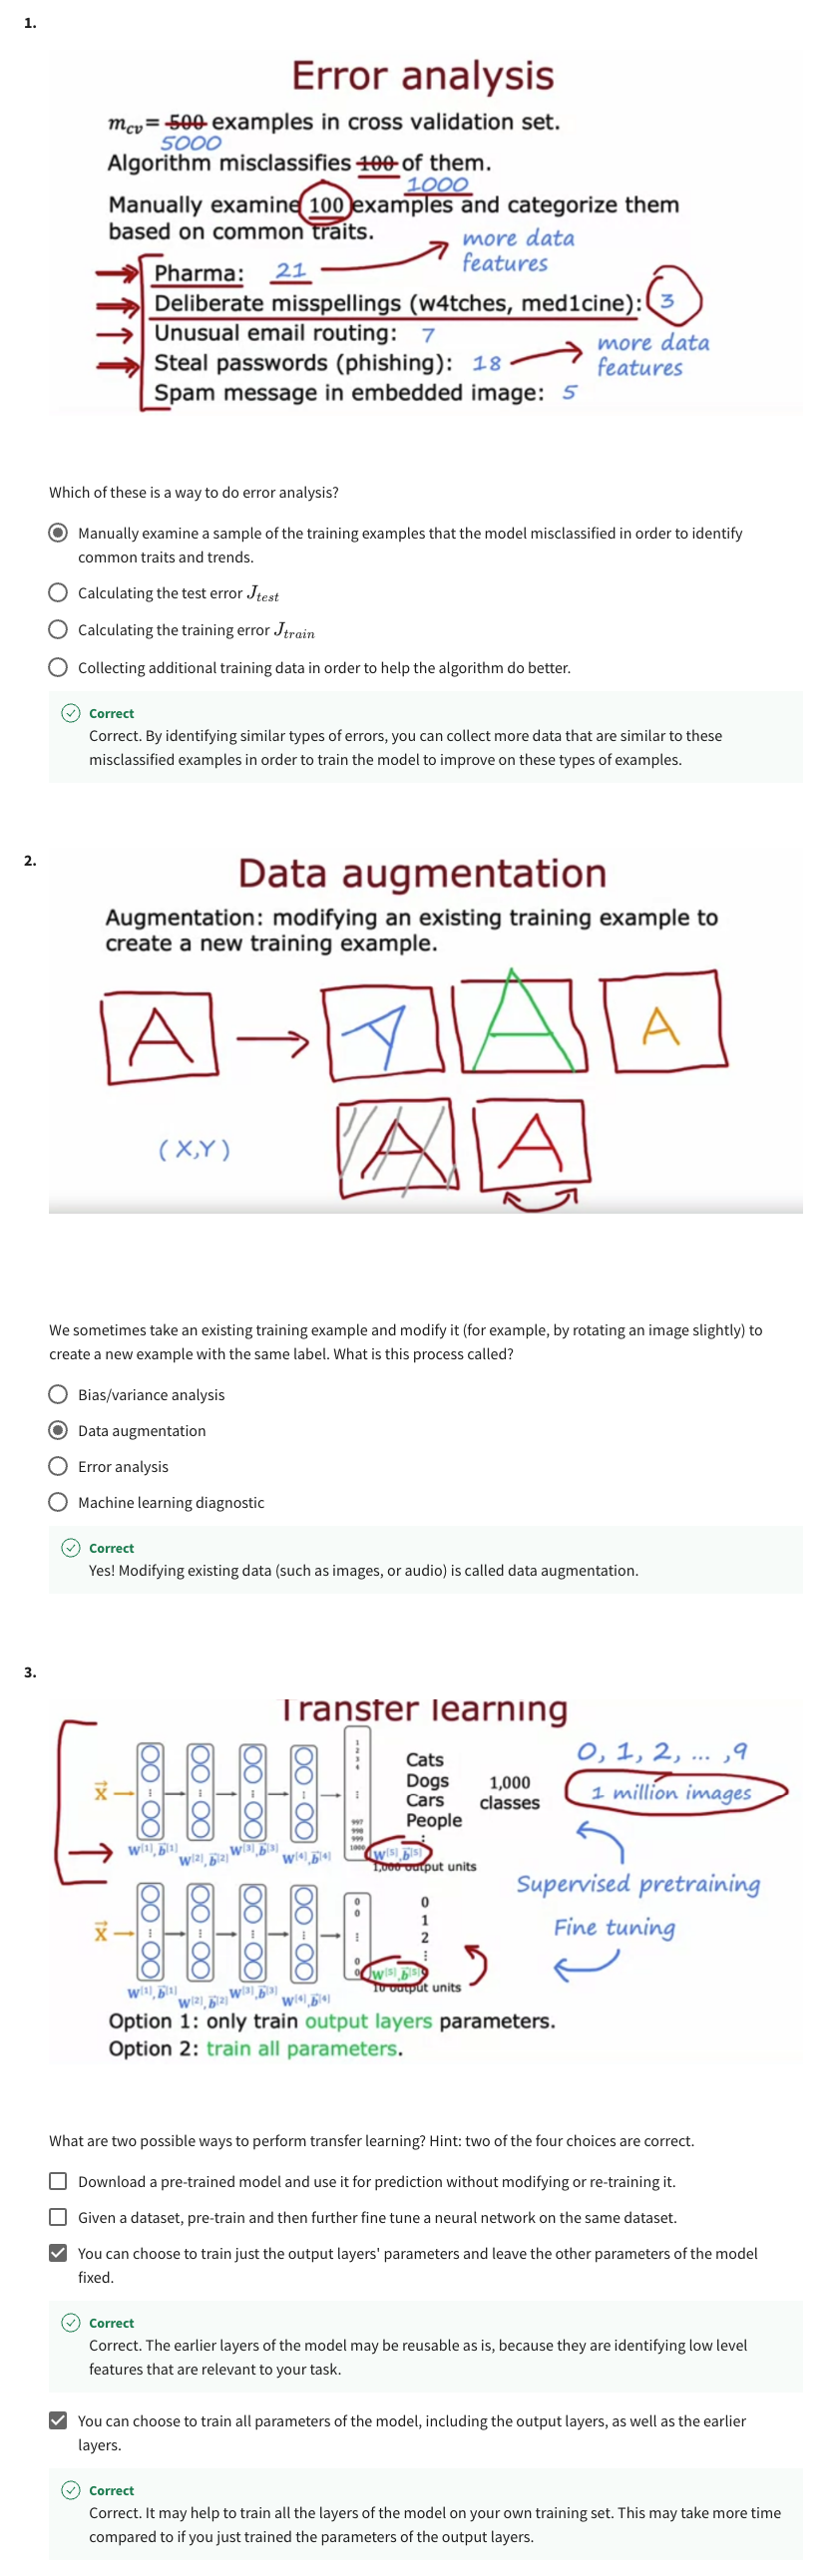 1.
Error analysis
m_cv = 500 examples in cross validation set.
5000
Algorithm misclassifies 100 of them.
1000
Manually examine 100 examples and categorize them
based on common traits.
more data
features
Pharma: 21
Deliberate misspellings (w4tches, med1cine): 3
Unusual email routing: 7
more data
features
Steal passwords (phishing): 18
Spam message in embedded image: 5
Which of these is a way to do error analysis?
Manually examine a sample of the training examples that the model misclassified in order to identify
common traits and trends.
Calculating the test error J_test
Calculating the training error J_train
Collecting additional training data in order to help the algorithm do better.
Correct
Correct. By identifying similar types of errors, you can collect more data that are similar to these
misclassified examples in order to train the model to improve on these types of examples.
2.
Data augmentation
Augmentation: modifying an existing training example to
create a new training example.
A A A A
(X,Y) A A
We sometimes take an existing training example and modify it (for example, by rotating an image slightly) to
create a new example with the same label. What is this process called?
Bias/variance analysis
Data augmentation
Error analysis
Machine learning diagnostic
Correct
Yes! Modifying existing data (such as images, or audio) is called data augmentation.
3.
Transfer learning
x⃗
1
2
3
4
⋮
997
998
999
1000
Cats
Dogs
Cars
People
⋮
1,000
classes
0, 1, 2, ... ,9
1 million images
W[1], b⃗[1] W[2], b⃗[2] W[3], b⃗[3] W[4], b⃗[4] W[5], b⃗[5]
1,000 output units
Supervised pretraining
Fine tuning
x⃗
0
0
⋮
0
0
0
1
2
⋮
W[1], b⃗[1] W[2], b⃗[2] W[3], b⃗[3] W[4], b⃗[4] W[5], b⃗[5]
10 output units
Option 1: only train output layers parameters.
Option 2: train all parameters.
What are two possible ways to perform transfer learning? Hint: two of the four choices are correct.
Download a pre-trained model and use it for prediction without modifying or re-training it.
Given a dataset, pre-train and then further fine tune a neural network on the same dataset.
You can choose to train just the output layers' parameters and leave the other parameters of the model
fixed.
Correct
Correct. The earlier layers of the model may be reusable as is, because they are identifying low level
features that are relevant to your task.
You can choose to train all parameters of the model, including the output layers, as well as the earlier
layers.
Correct
Correct. It may help to train all the layers of the model on your own training set. This may take more time
compared to if you just trained the parameters of the output layers.